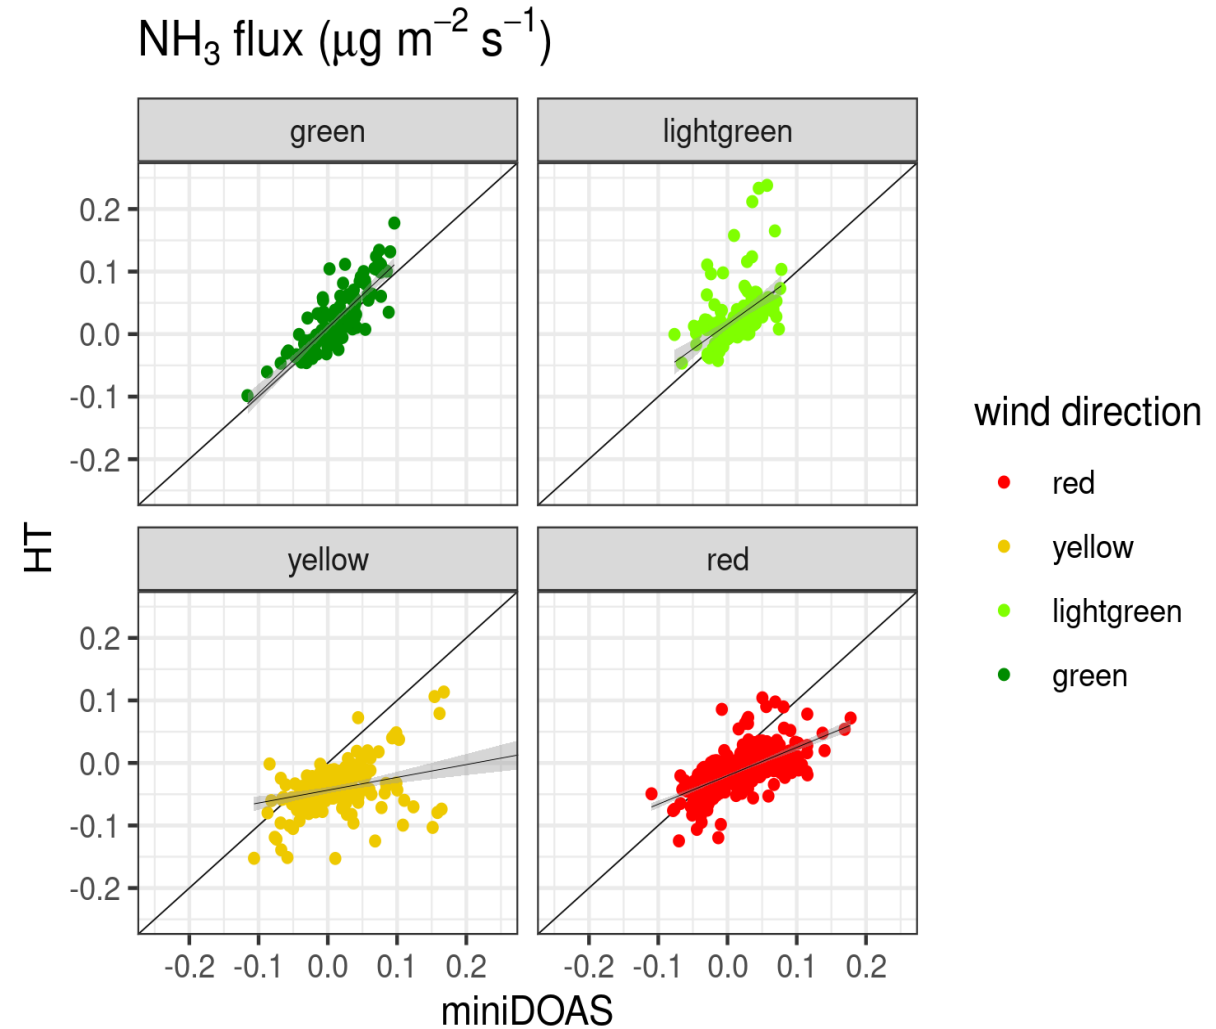 NH₃ flux (μg m⁻² s⁻¹)
green
lightgreen
0.2
0.1
0.0
-0.1
-0.2
HT
yellow
red
0.2
0.1
0.0
-0.1
-0.2
-0.2 -0.1 0.0 0.1 0.2
-0.2 -0.1 0.0 0.1 0.2
miniDOAS
wind direction
red
yellow
lightgreen
green